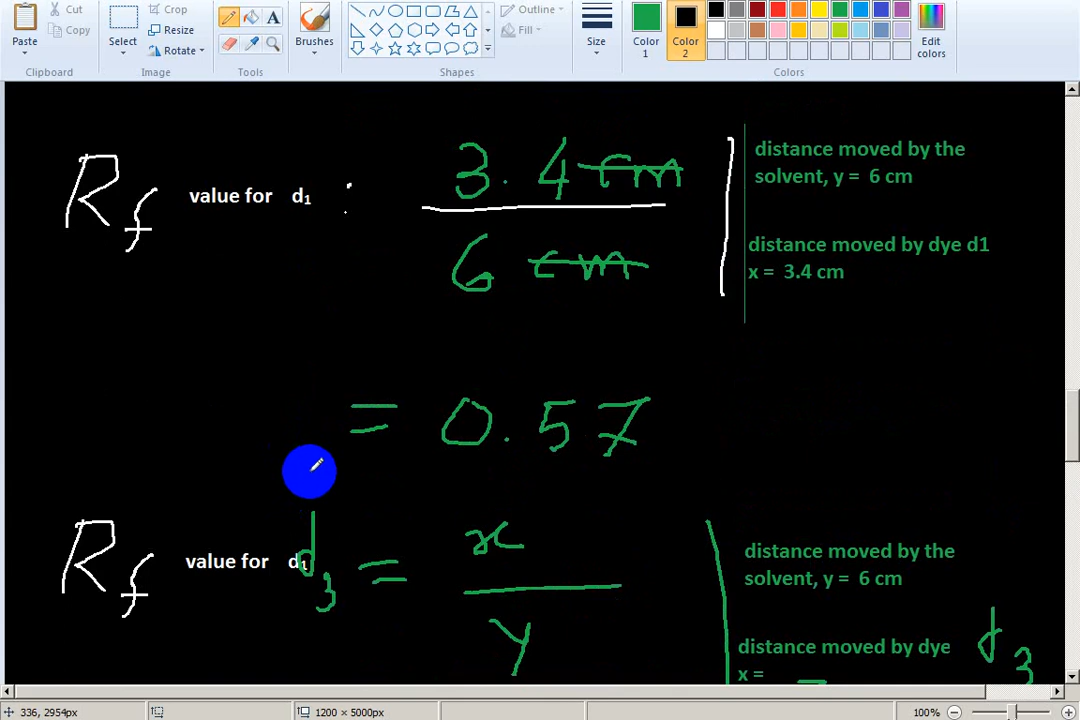 Paste
Cut
Copy
Clipboard
Select
Crop
Resize
Rotate
Image
A
Tools
Brushes
Outline
Fill
Shapes
Size
Color 1
Color 2
Edit colors
Colors
Rf value for d1 : 3.4 cm
6 cm
distance moved by the
solvent, y = 6 cm
distance moved by dye d1
x = 3.4 cm
= 0.57
Rf value for d1 d3 = x
y
distance moved by the
solvent, y = 6 cm
distance moved by dye d3
x =
336, 2954px
1200 × 5000px
100%